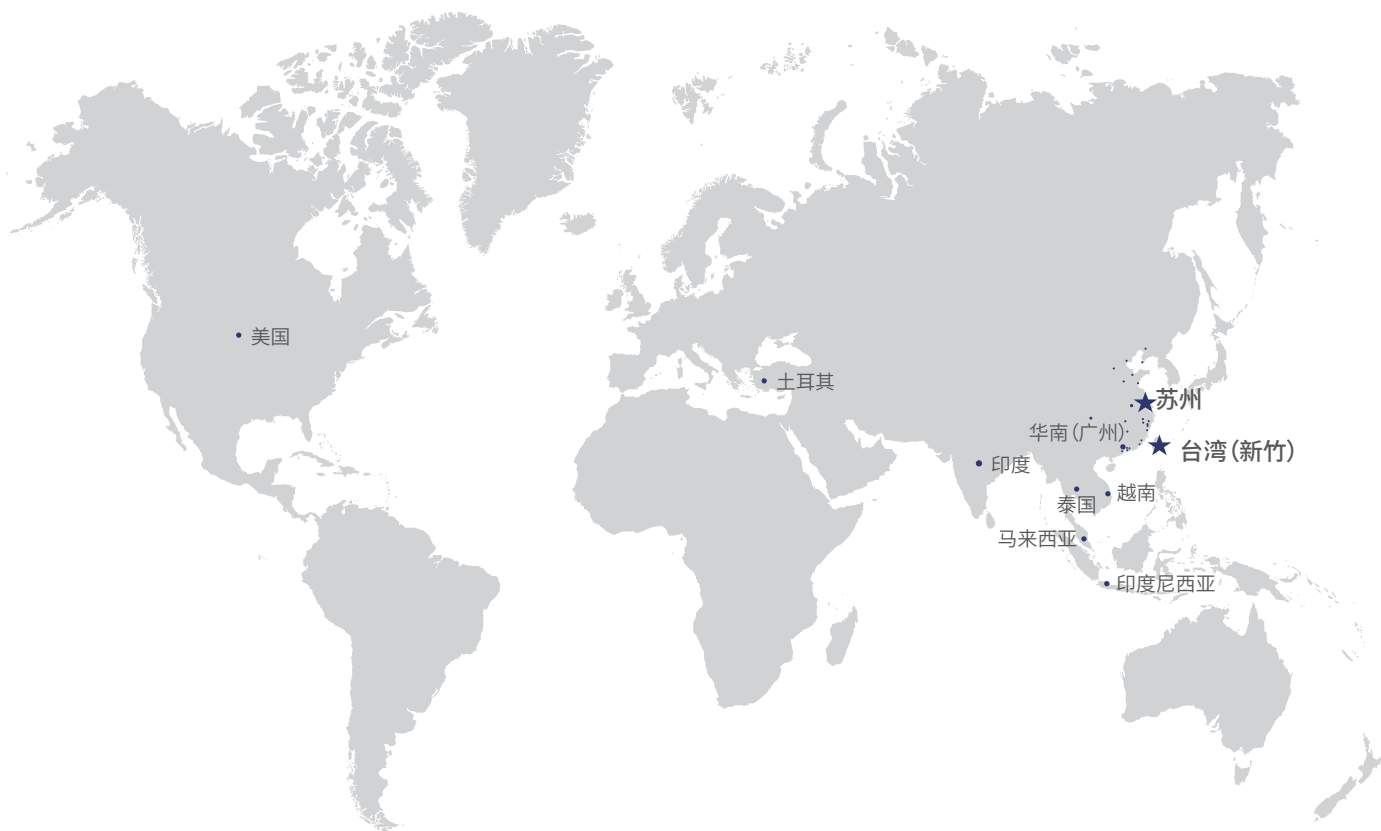 美国
土耳其
苏州
华南(广州)
台湾(新竹)
印度
越南
泰国
马来西亚
印度尼西亚